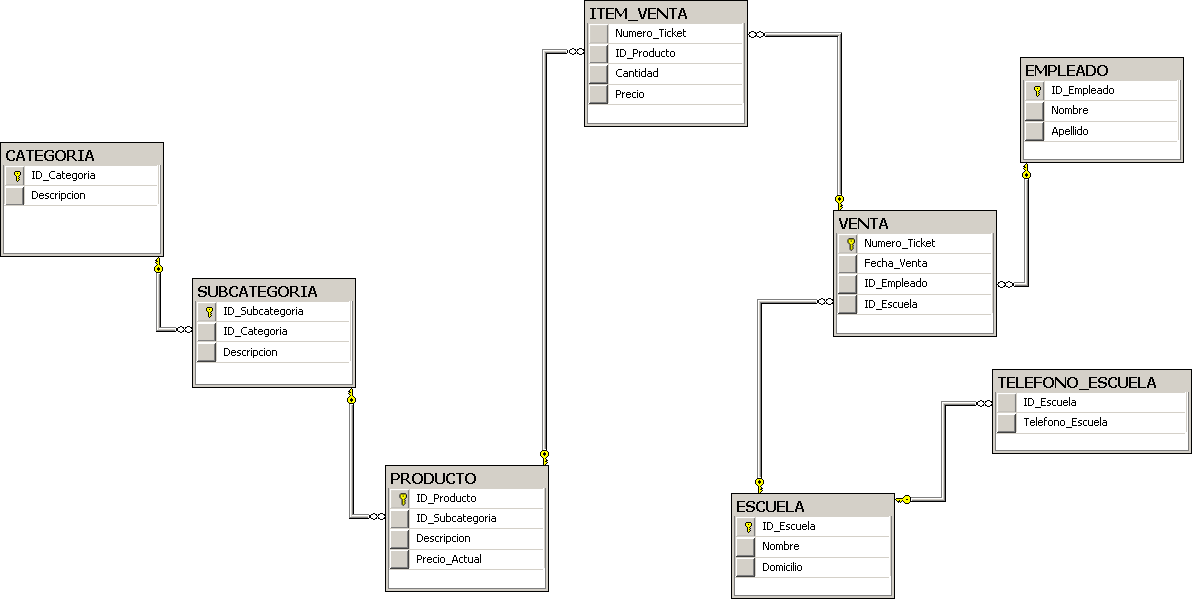 ITEM_VENTA
Numero_Ticket
ID_Producto
Cantidad
Precio
EMPLEADO
ID_Empleado
Nombre
Apellido
CATEGORIA
ID_Categoria
Descripcion
VENTA
Numero_Ticket
Fecha_Venta
ID_Empleado
ID_Escuela
SUBCATEGORIA
ID_Subcategoria
ID_Categoria
Descripcion
TELEFONO_ESCUELA
ID_Escuela
Telefono_Escuela
PRODUCTO
ID_Producto
ID_Subcategoria
Descripcion
Precio_Actual
ESCUELA
ID_Escuela
Nombre
Domicilio